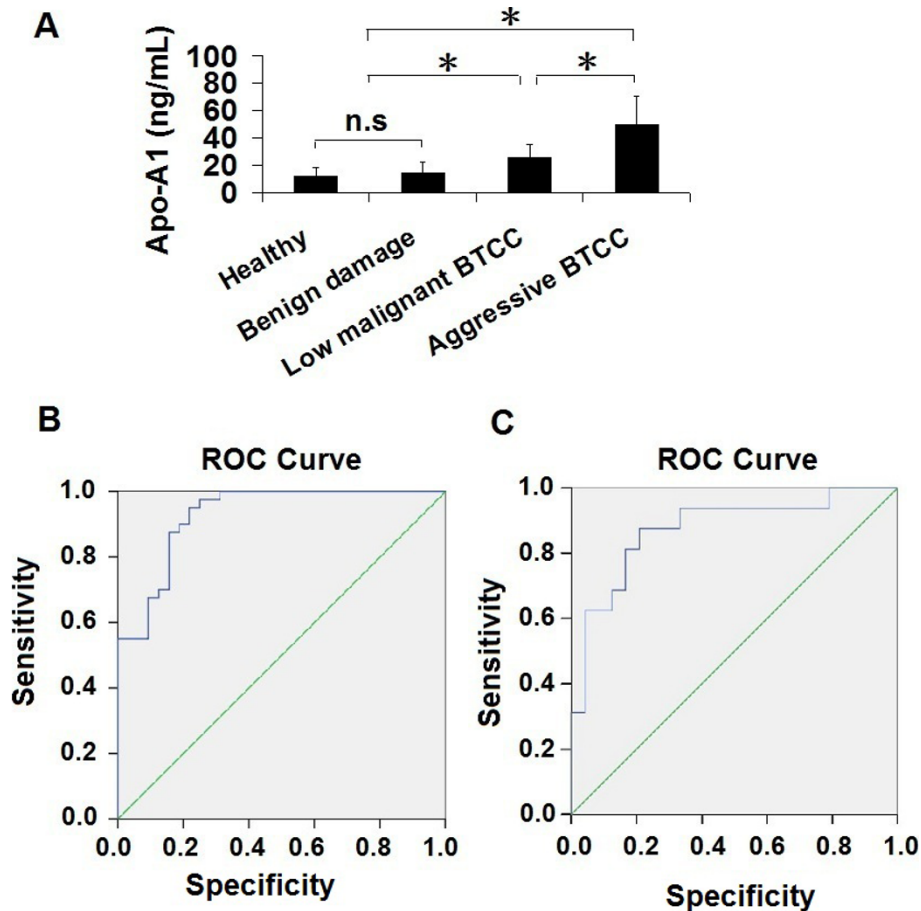 A
*
*
*
n.s
Apo-A1 (ng/mL)
100
80
60
40
20
0
Healthy
Benign damage
Low malignant BTCC
Aggressive BTCC
B
ROC Curve
Sensitivity
1.0
0.8
0.6
0.4
0.2
0.0
0.0 0.2 0.4 0.6 0.8 1.0
Specificity
C
ROC Curve
Sensitivity
1.0
0.8
0.6
0.4
0.2
0.0
0.0 0.2 0.4 0.6 0.8 1.0
Specificity